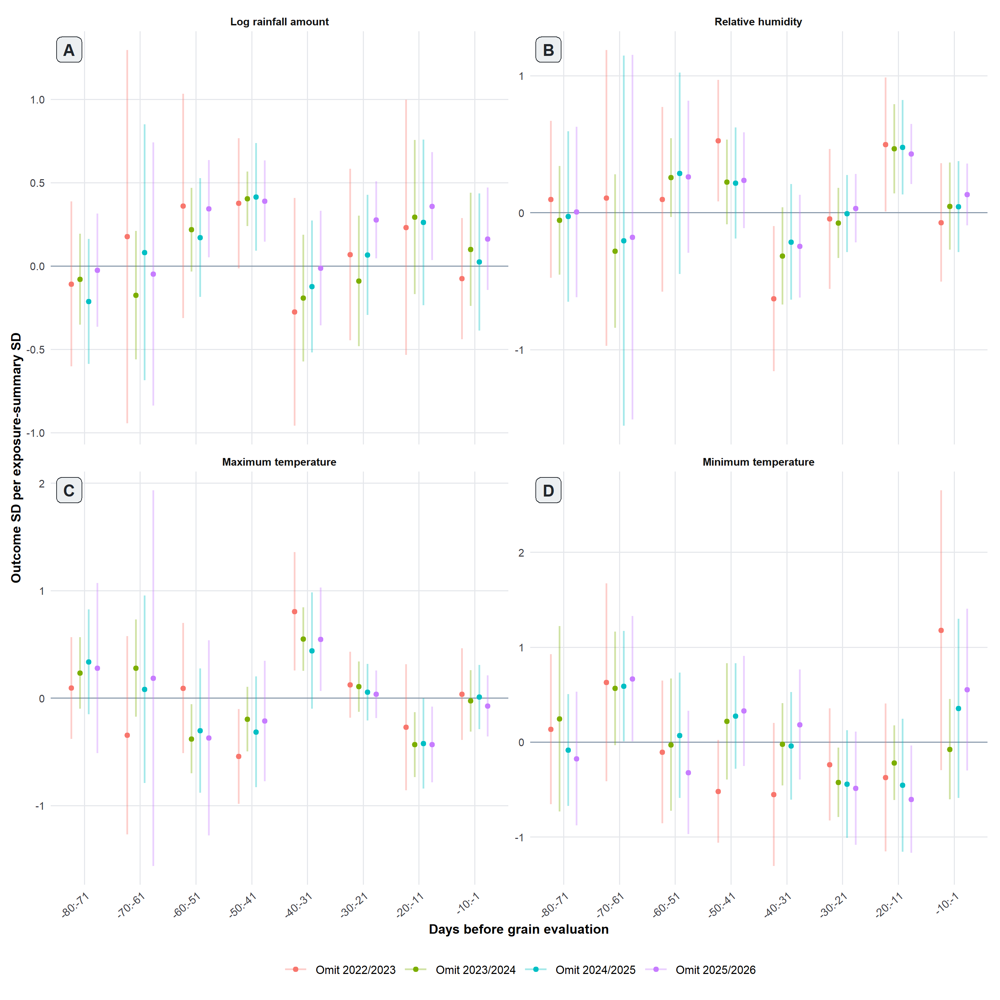 Log rainfall amount
Relative humidity
A
B
1.0
0.5
0.0
-0.5
-1.0
1
0
-1
Outcome SD per exposure-summary SD
Maximum temperature
Minimum temperature
C
D
2
1
0
-1
2
1
0
-1
-80:-71
-70:-61
-60:-51
-50:-41
-40:-31
-30:-21
-20:-11
-10:-1
-80:-71
-70:-61
-60:-51
-50:-41
-40:-31
-30:-21
-20:-11
-10:-1
Days before grain evaluation
Omit 2022/2023
Omit 2023/2024
Omit 2024/2025
Omit 2025/2026